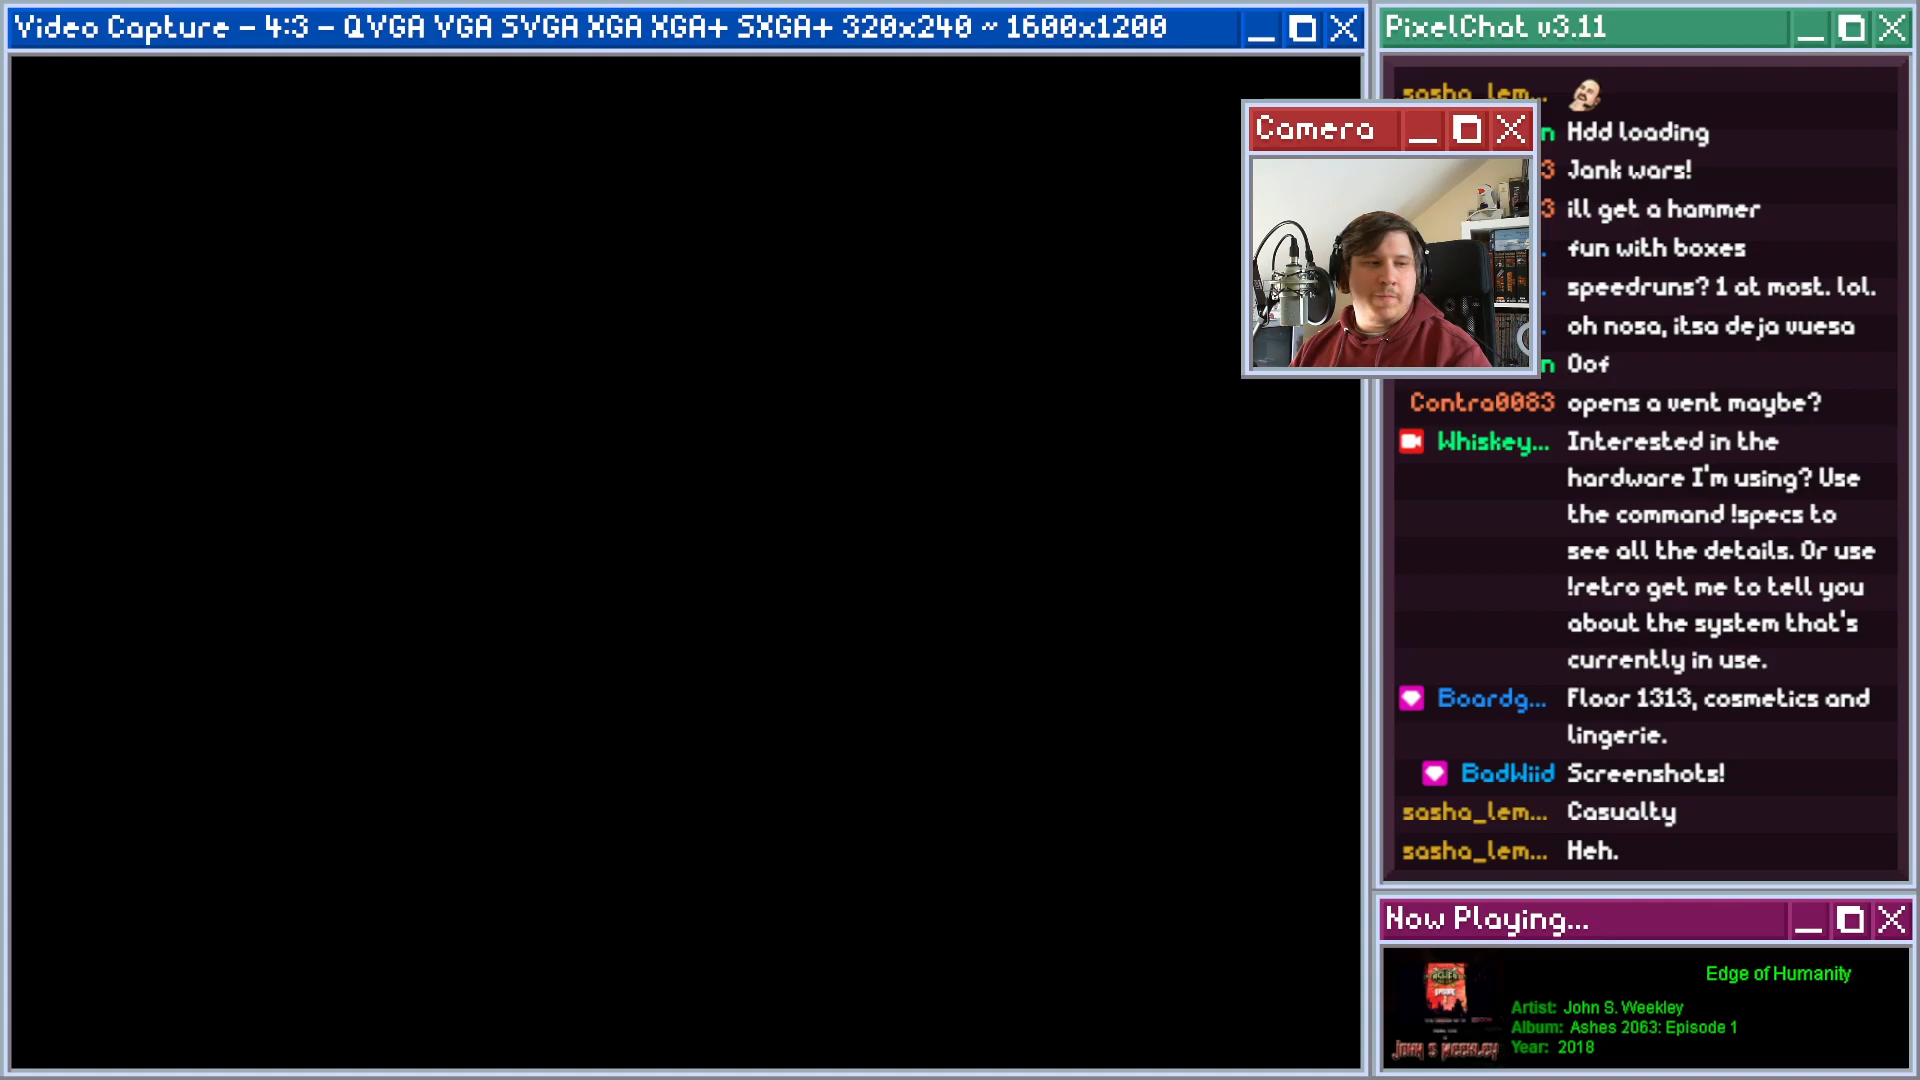 Video Capture - 4:3 - QVGA VGA SVGA XGA XGA+ SXGA+ 320x240 ~ 1600x1200
PixelChat v3.11
sasha_lem...
Camera
n Hdd loading
3 Jank wars!
3 ill get a hammer
. fun with boxes
. speedruns? 1 at most. lol.
. oh nosa, itsa deja vuesa
n Oof
Contra0083 opens a vent maybe?
Whiskey... Interested in the
hardware I'm using? Use
the command !specs to
see all the details. Or use
!retro get me to tell you
about the system that's
currently in use.
Boardg... Floor 1313, cosmetics and
lingerie.
BadWiid Screenshots!
sasha_lem... Casualty
sasha_lem... Heh.
Now Playing...
Edge of Humanity
Artist: John S. Weekley
Album: Ashes 2063: Episode 1
Year: 2018
JOHN S WEEKLEY